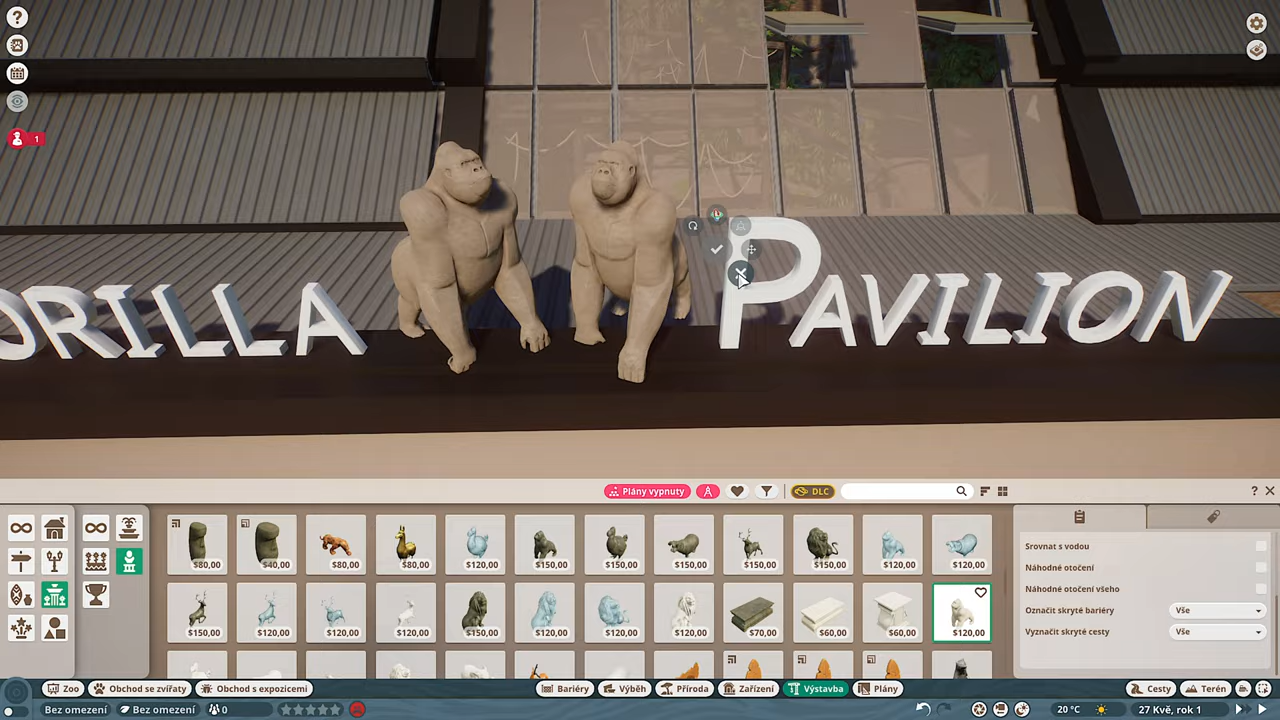 ?
1
ORILLA PAVILION
Plány vypnuty
DLC
?
$80,00
$40,00
$80,00
$80,00
$120,00
$150,00
$150,00
$150,00
$150,00
$150,00
$120,00
$120,00
$150,00
$120,00
$120,00
$120,00
$150,00
$120,00
$120,00
$120,00
$70,00
$60,00
$60,00
$120,00
Srovnat s vodou
Náhodné otočení
Náhodné otočení všeho
Označit skryté bariéry
Vše
Vyznačit skryté cesty
Vše
Zoo
Obchod se zvířaty
Obchod s expozicemi
Bariéry
Výběh
Příroda
Zařízení
Výstavba
Plány
Cesty
Terén
Bez omezení
Bez omezení
0
20 °C
27 Kvě, rok 1